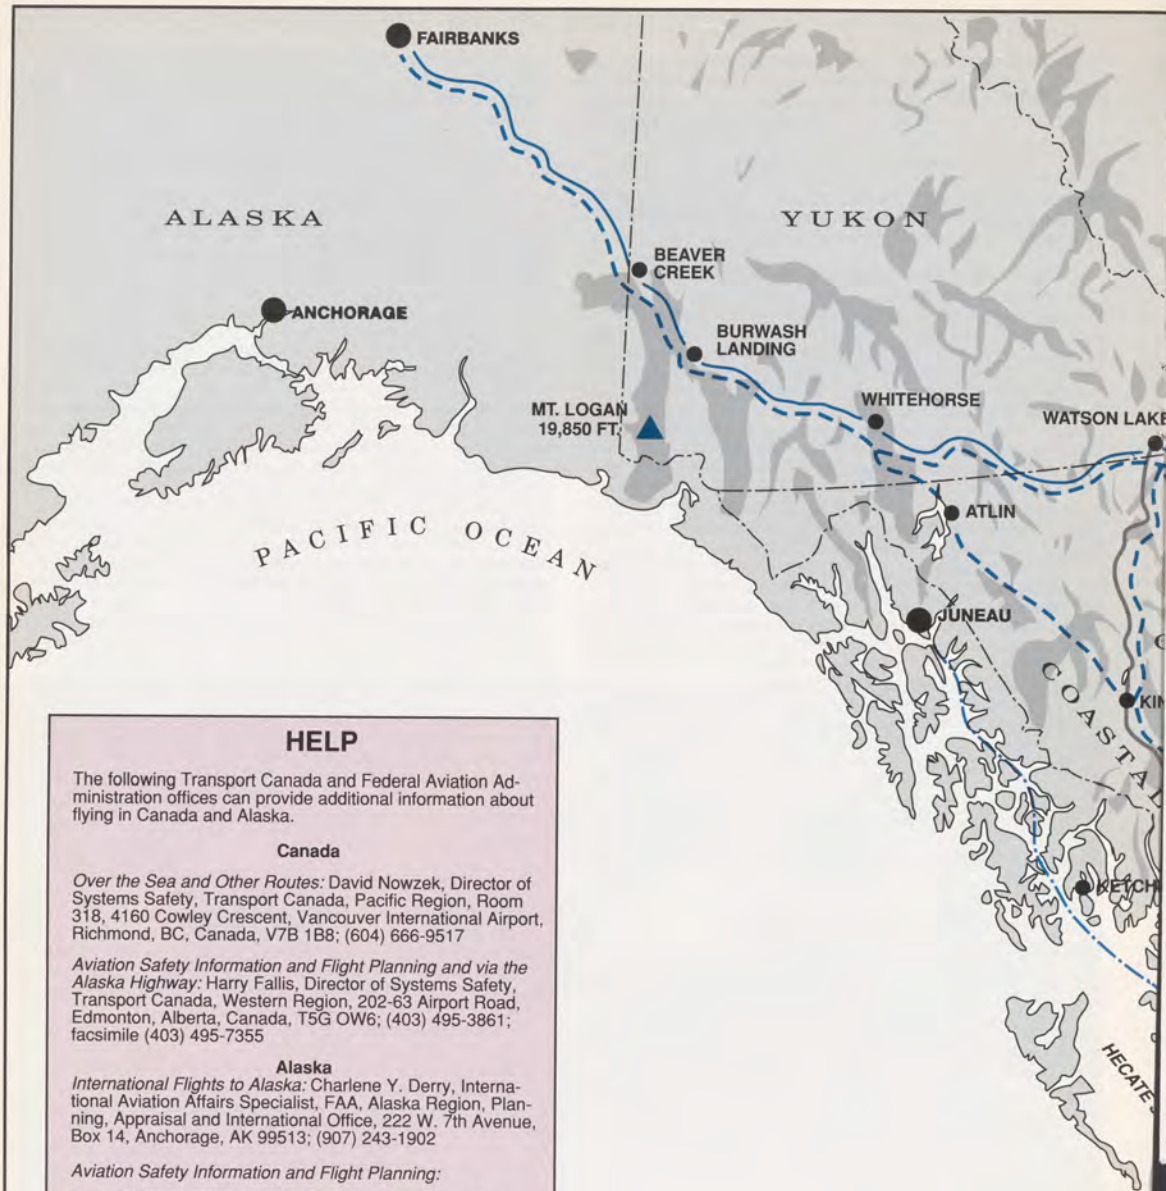 FAIRBANKS
ALASKA
YUKON
BEAVER
CREEK
ANCHORAGE
BURWASH
LANDING
WHITEHORSE
MT. LOGAN
19,850 FT.
WATSON LAKE
ATLIN
PACIFIC OCEAN
JUNEAU
COASTAL
KIN
KETCH
HECATE
HELP
The following Transport Canada and Federal Aviation Ad-
ministration offices can provide additional information about
flying in Canada and Alaska.
Canada
Over the Sea and Other Routes: David Nowzek, Director of
Systems Safety, Transport Canada, Pacific Region, Room
318, 4160 Cowley Crescent, Vancouver International Airport,
Richmond, BC, Canada, V7B 1B8; (604) 666-9517
Aviation Safety Information and Flight Planning and via the
Alaska Highway: Harry Fallis, Director of Systems Safety,
Transport Canada, Western Region, 202-63 Airport Road,
Edmonton, Alberta, Canada, T5G OW6; (403) 495-3861;
facsimile (403) 495-7355
Alaska
International Flights to Alaska: Charlene Y. Derry, Interna-
tional Aviation Affairs Specialist, FAA, Alaska Region, Plan-
ning, Appraisal and International Office, 222 W. 7th Avenue,
Box 14, Anchorage, AK 99513; (907) 243-1902
Aviation Safety Information and Flight Planning: